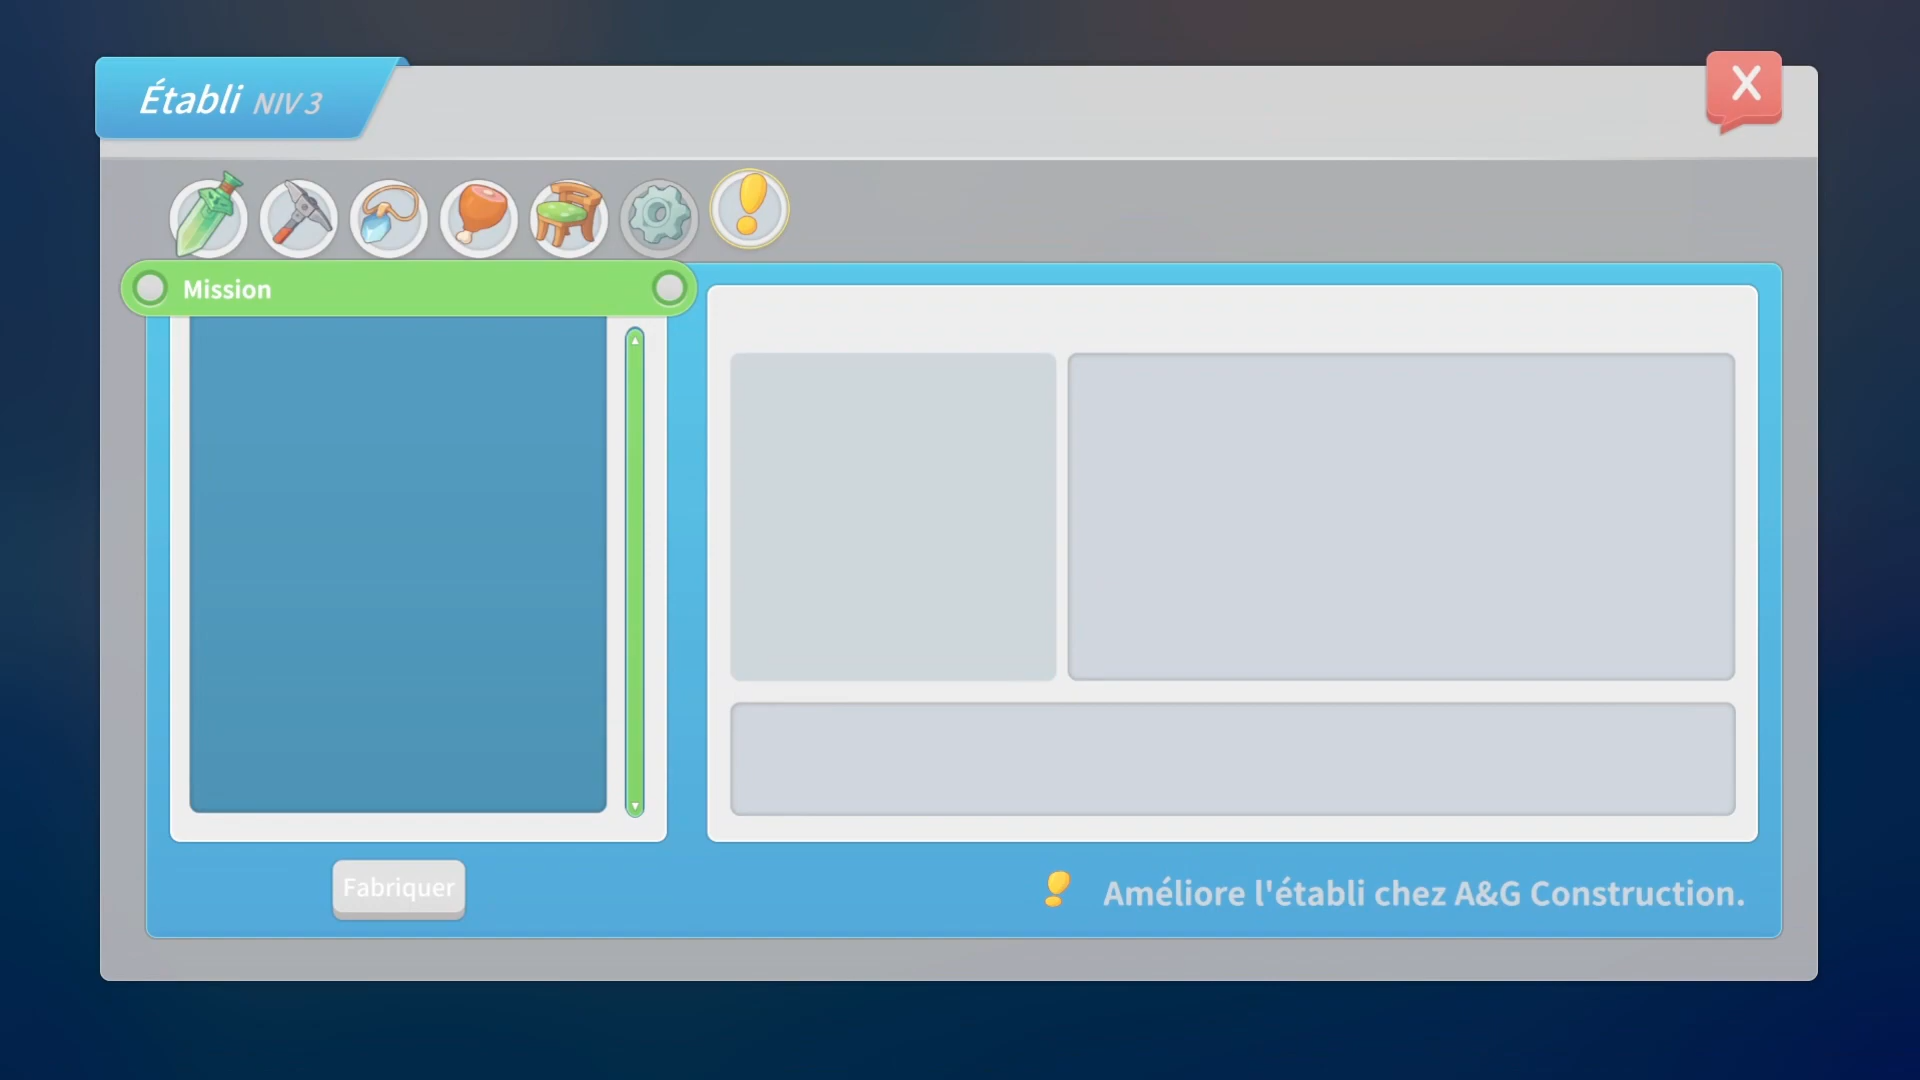 Établi NIV 3
X
Mission
Fabriquer
Améliore l'établi chez A&G Construction.